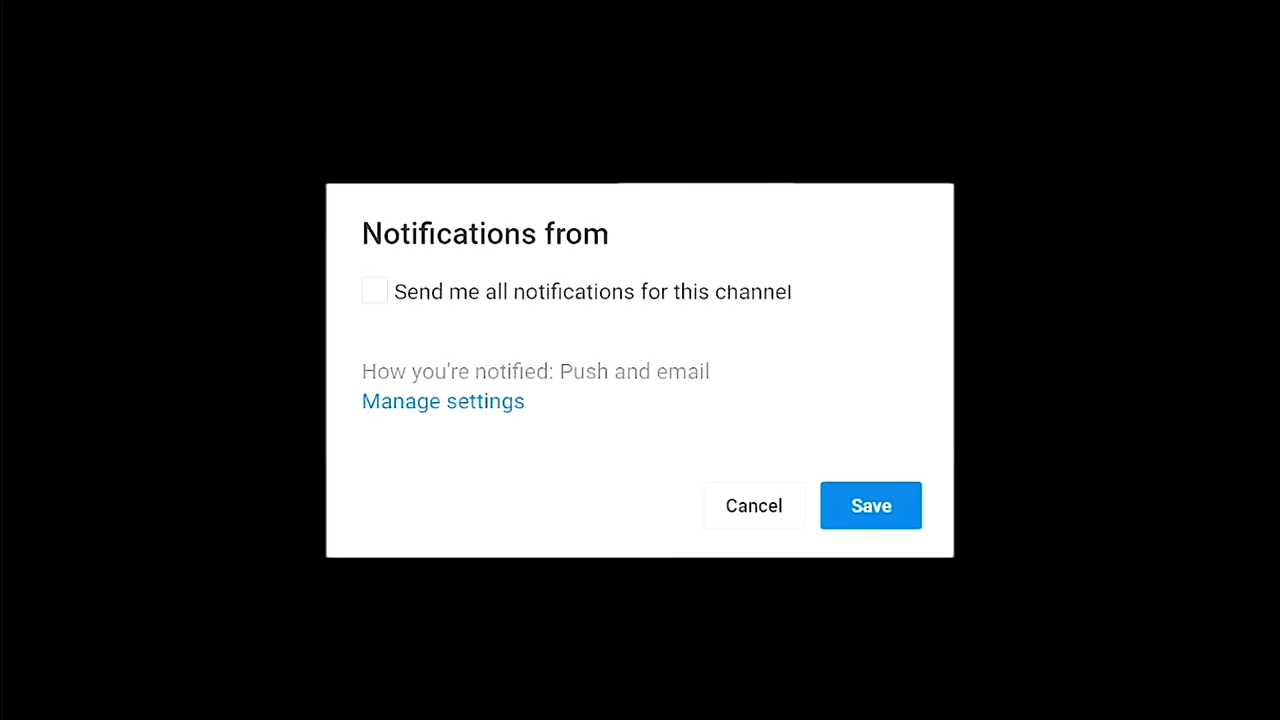 Notifications from
Send me all notifications for this channel
How you're notified: Push and email
Manage settings
Cancel
Save